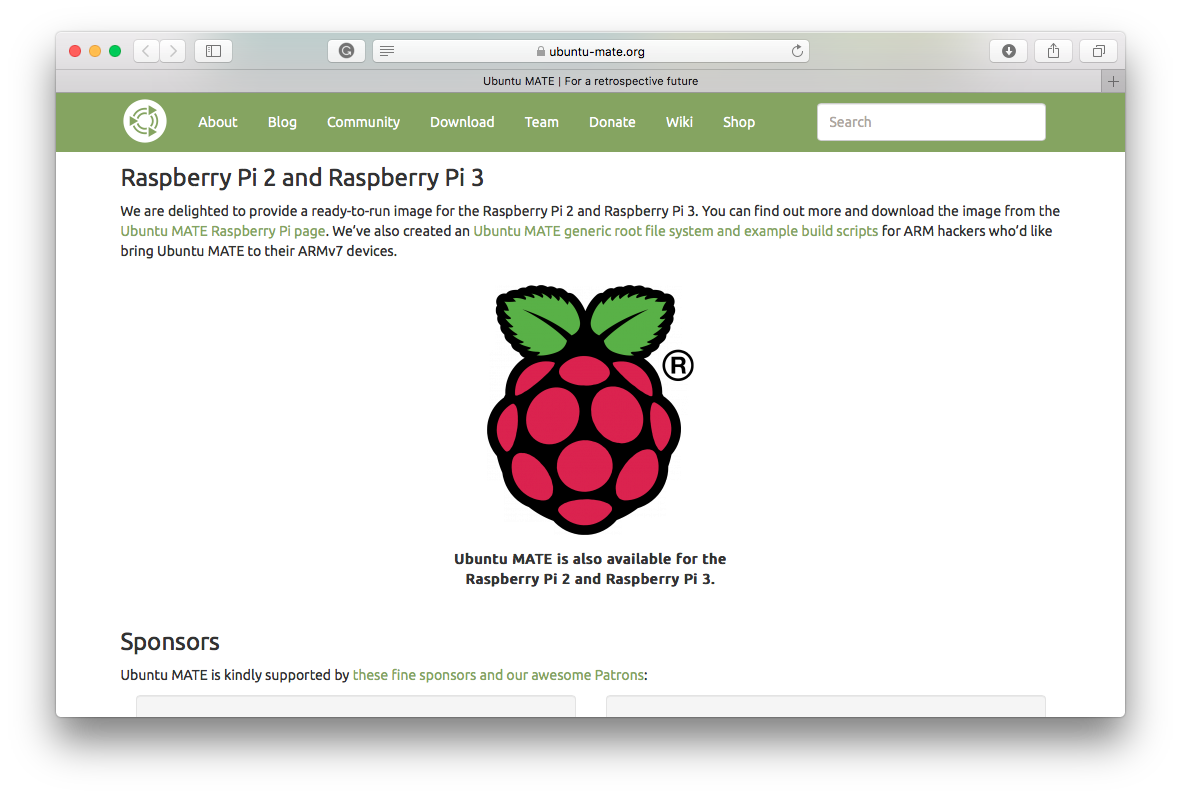 ubuntu-mate.org
Ubuntu MATE | For a retrospective future
About Blog Community Download Team Donate Wiki Shop Search
Raspberry Pi 2 and Raspberry Pi 3
We are delighted to provide a ready-to-run image for the Raspberry Pi 2 and Raspberry Pi 3. You can find out more and download the image from the
Ubuntu MATE Raspberry Pi page. We’ve also created an Ubuntu MATE generic root file system and example build scripts for ARM hackers who’d like
bring Ubuntu MATE to their ARMv7 devices.
®
Ubuntu MATE is also available for the
Raspberry Pi 2 and Raspberry Pi 3.
Sponsors
Ubuntu MATE is kindly supported by these fine sponsors and our awesome Patrons: